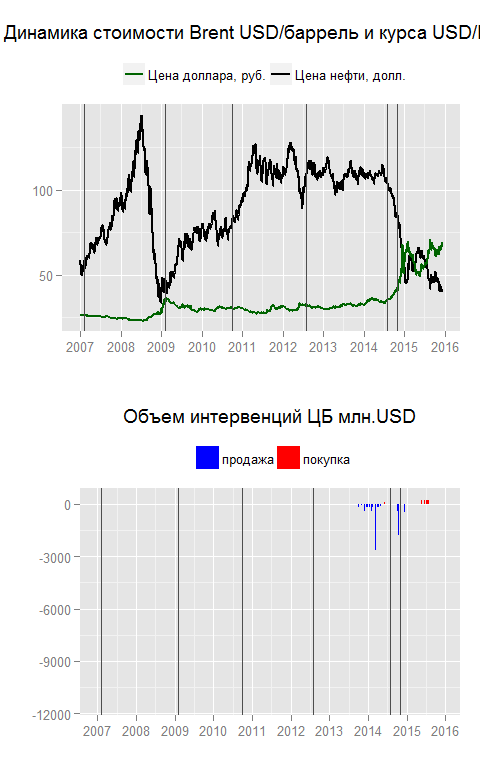 Динамика стоимости Brent USD/баррель и курса USD/
Цена доллара, руб. Цена нефти, долл.
100
50
2007 2008 2009 2010 2011 2012 2013 2014 2015 2016
Объем интервенций ЦБ млн.USD
продажа покупка
0
-3000
-6000
-9000
-12000
2007 2008 2009 2010 2011 2012 2013 2014 2015 2016